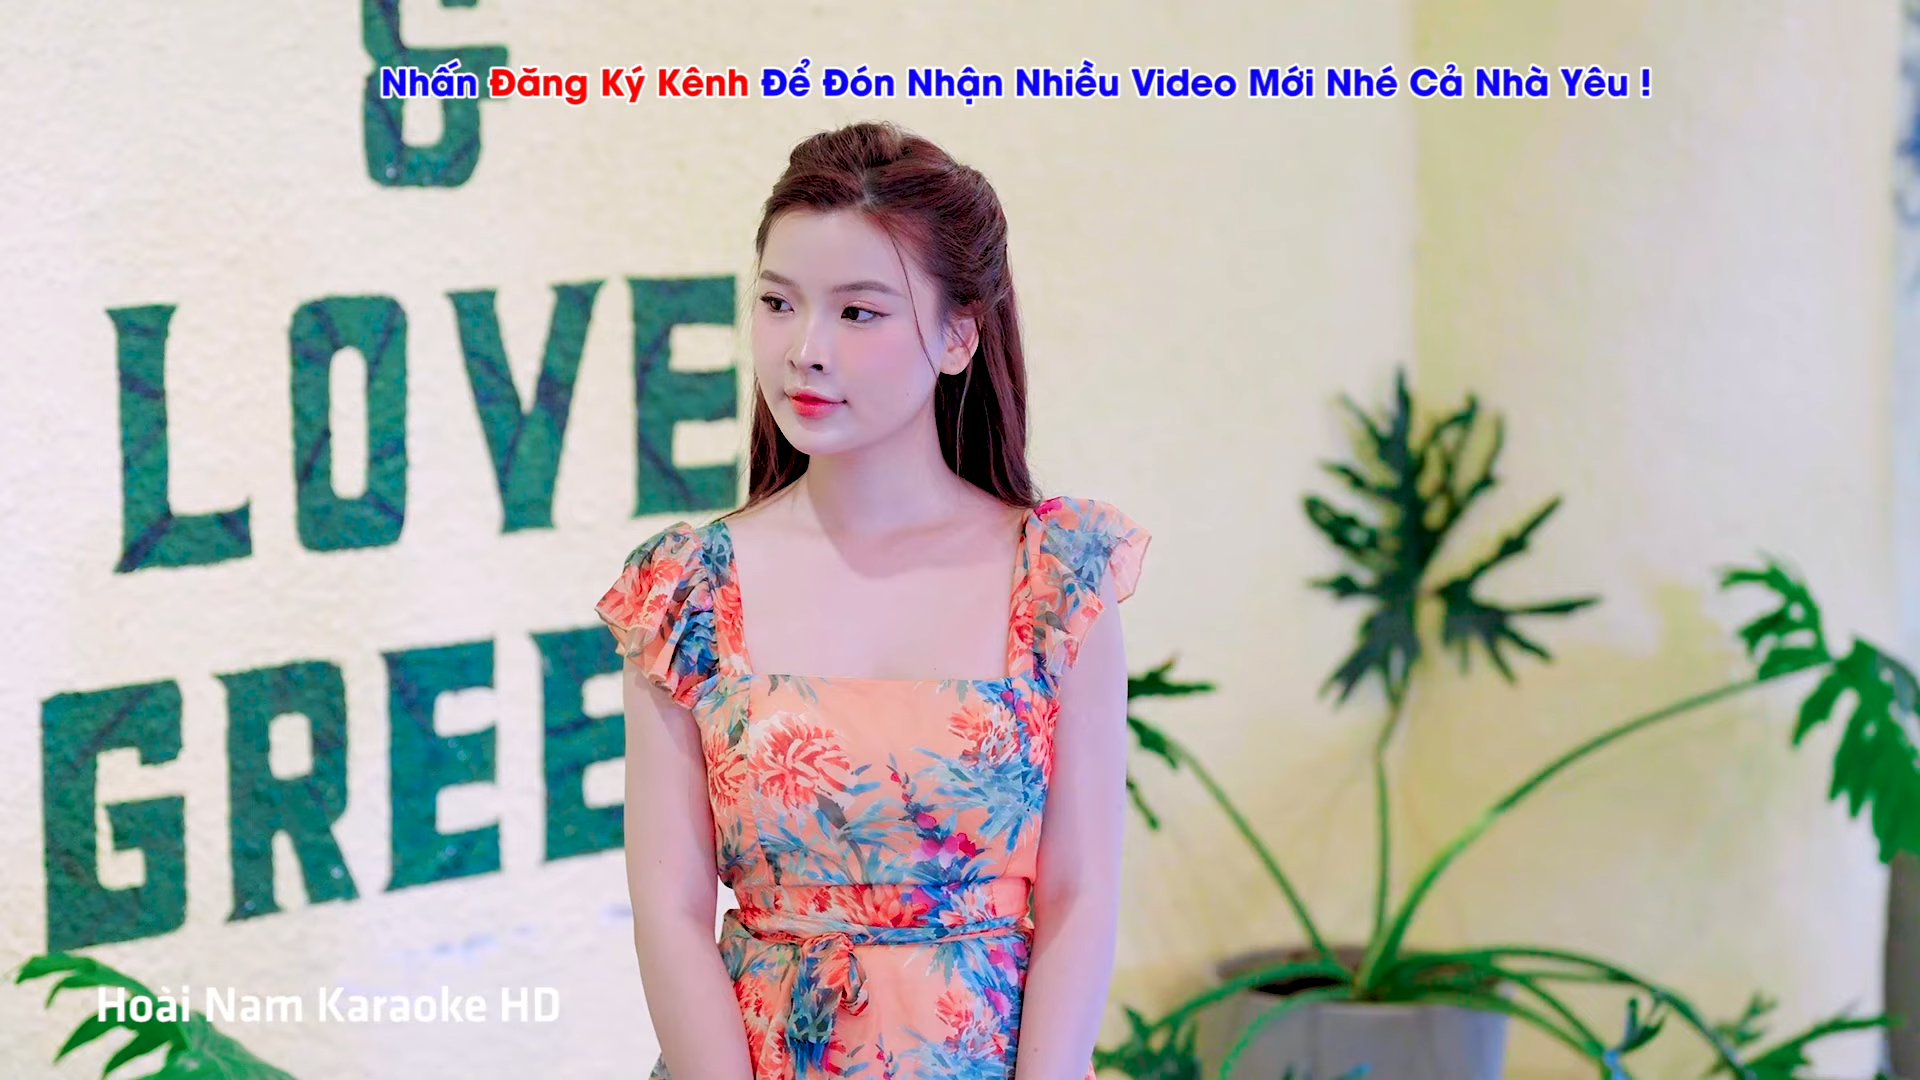 &
Nhấn Đăng Ký Kênh Để Đón Nhận Nhiều Video Mới Nhé Cả Nhà Yêu !
LOVE
GREE
Hoài Nam Karaoke HD